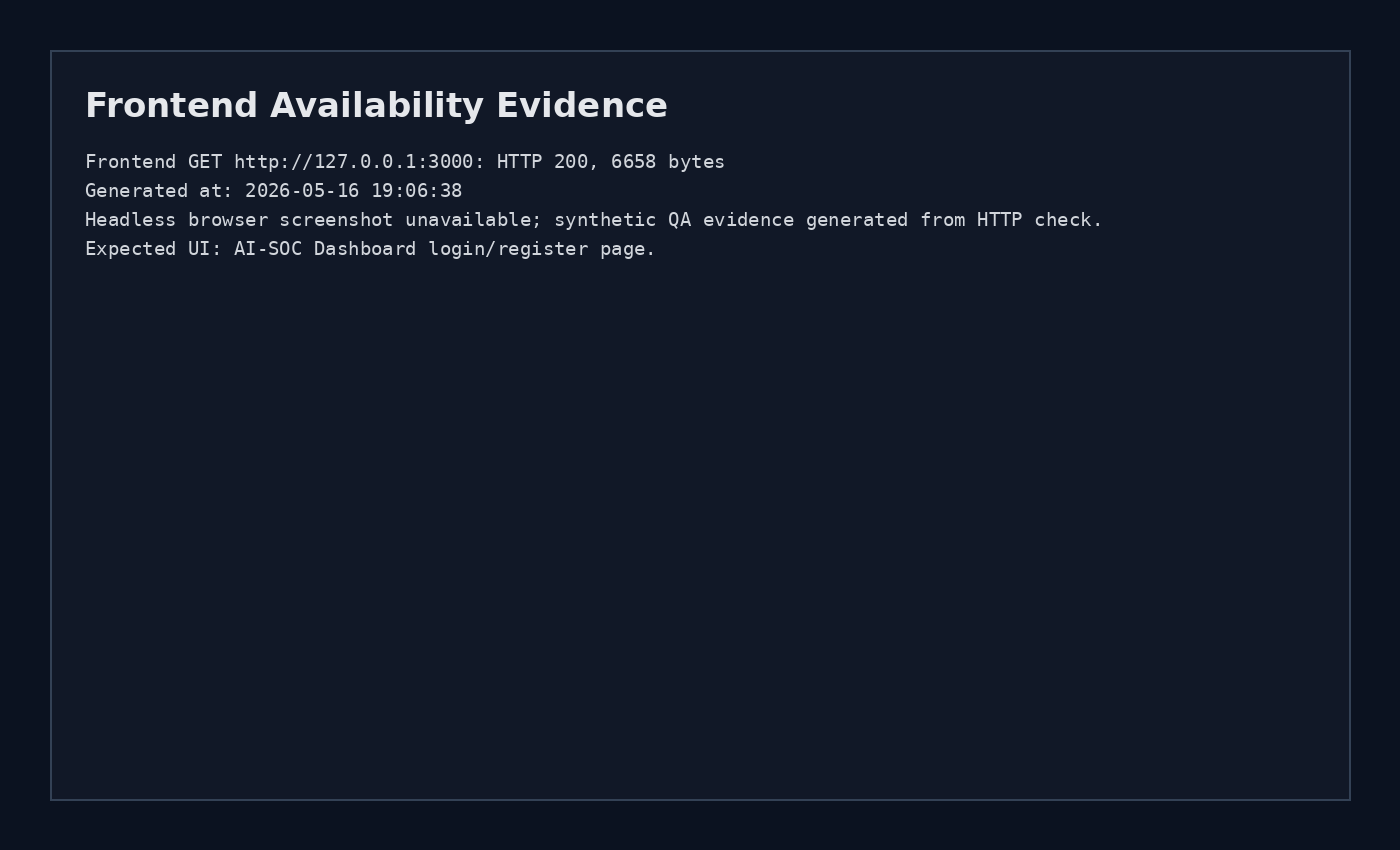 Frontend Availability Evidence
Frontend GET http://127.0.0.1:3000: HTTP 200, 6658 bytes
Generated at: 2026-05-16 19:06:38
Headless browser screenshot unavailable; synthetic QA evidence generated from HTTP check.
Expected UI: AI-SOC Dashboard login/register page.